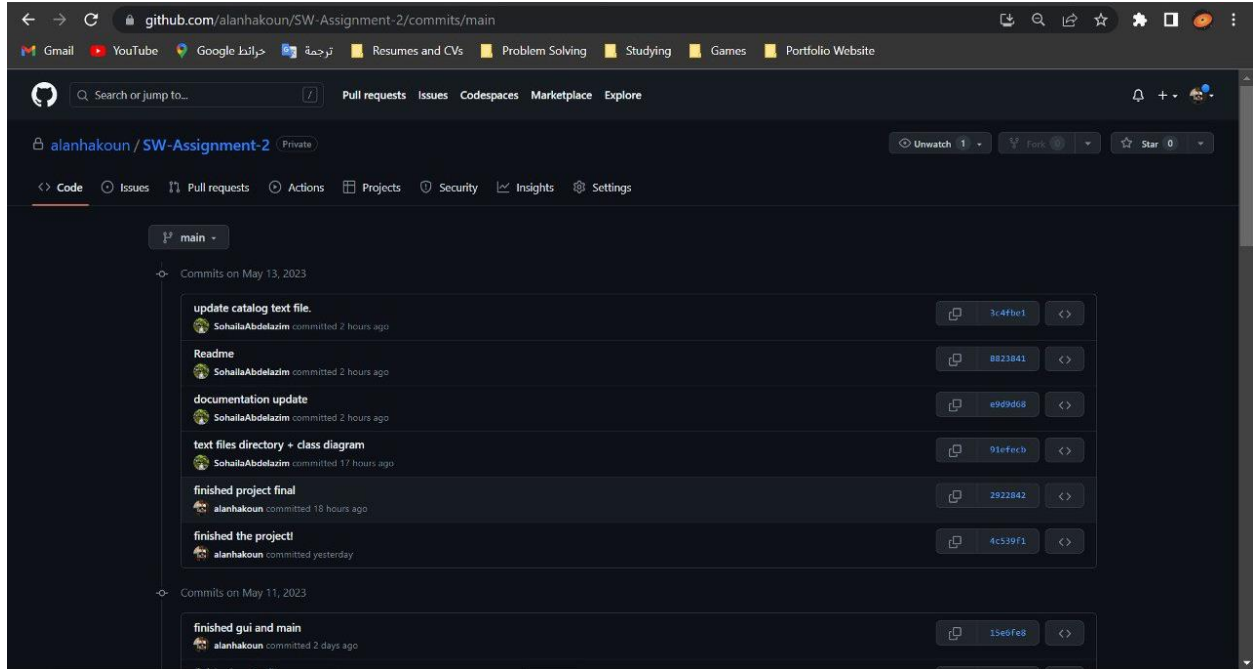 github.com/alanhakoun/SW-Assignment-2/commits/main
Gmail YouTube خرائط Google ترجمة Resumes and CVs Problem Solving Studying Games Portfolio Website
Search or jump to... / Pull requests Issues Codespaces Marketplace Explore
alanhakoun / SW-Assignment-2 Private Unwatch 1 Fork 0 Star 0
Code Issues Pull requests Actions Projects Security Insights Settings
main
Commits on May 13, 2023
update catalog text file.
SohailaAbdelazim committed 2 hours ago
3c4fbe1
Readme
SohailaAbdelazim committed 2 hours ago
8823841
documentation update
SohailaAbdelazim committed 2 hours ago
e9d9d68
text files directory + class diagram
SohailaAbdelazim committed 17 hours ago
91efecb
finished project final
alanhakoun committed 18 hours ago
2922842
finished the project!
alanhakoun committed yesterday
4c539f1
Commits on May 11, 2023
finished gui and main
alanhakoun committed 2 days ago
15e6fe8